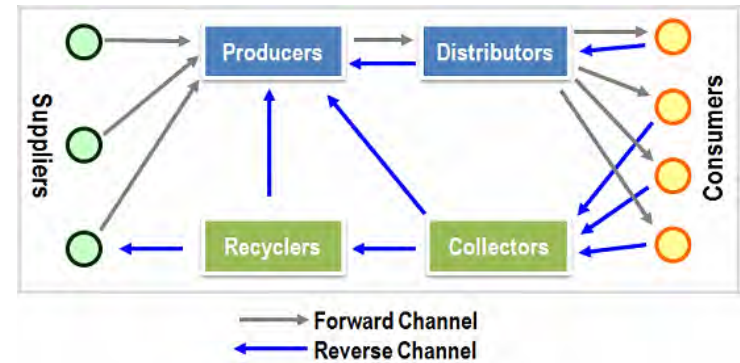 Suppliers
Producers
Distributors
Consumers
Recyclers
Collectors
Forward Channel
Reverse Channel